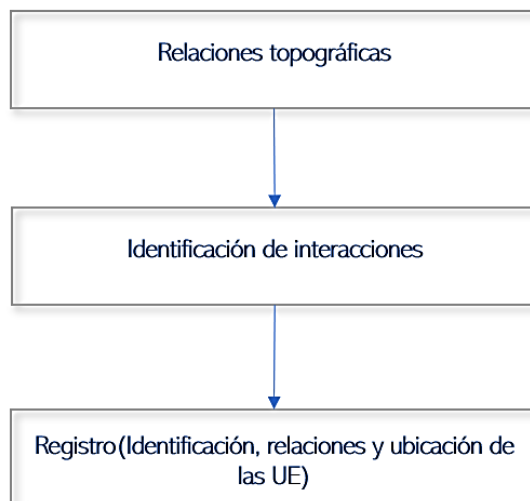 Relaciones topográficas
Identificación de interacciones
Registro(Identificación, relaciones y ubicación de
las UE)